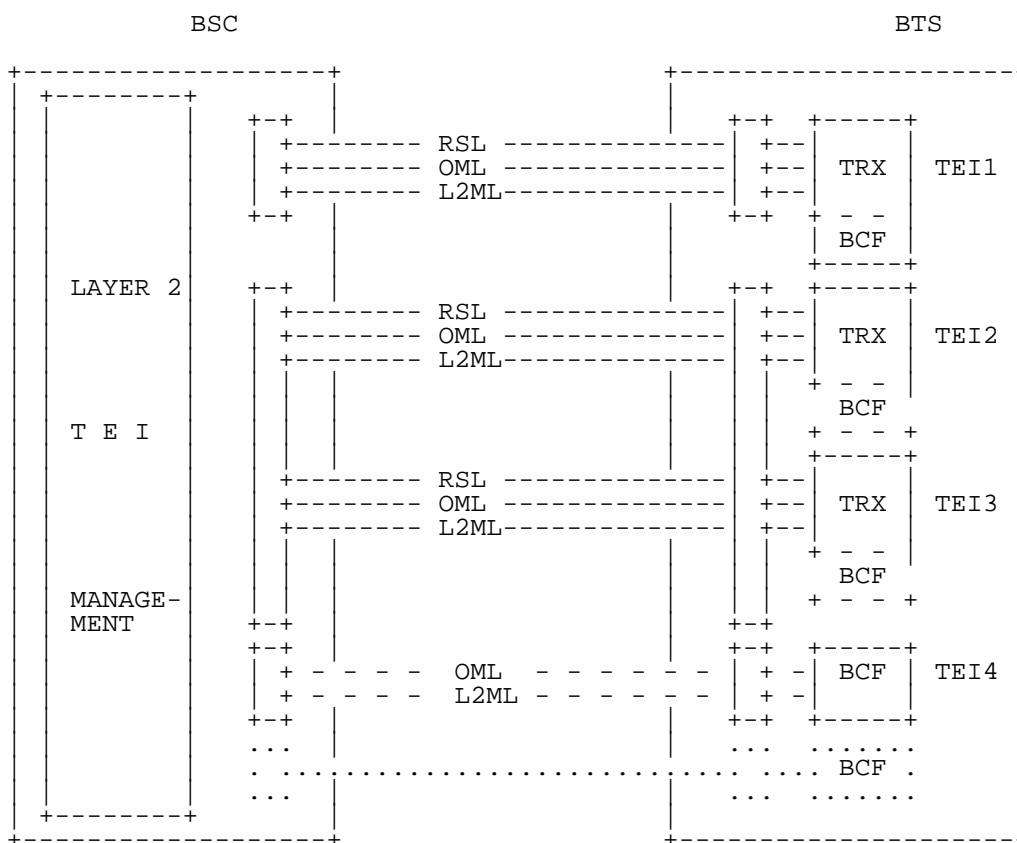 BSC BTS
RSL
OML TRX TEI1
L2ML
BCF
LAYER 2
RSL
OML TRX TEI2
L2ML
BCF
T E I
RSL
OML TRX TEI3
L2ML
BCF
MANAGE-
MENT
OML BCF TEI4
L2ML
BCF